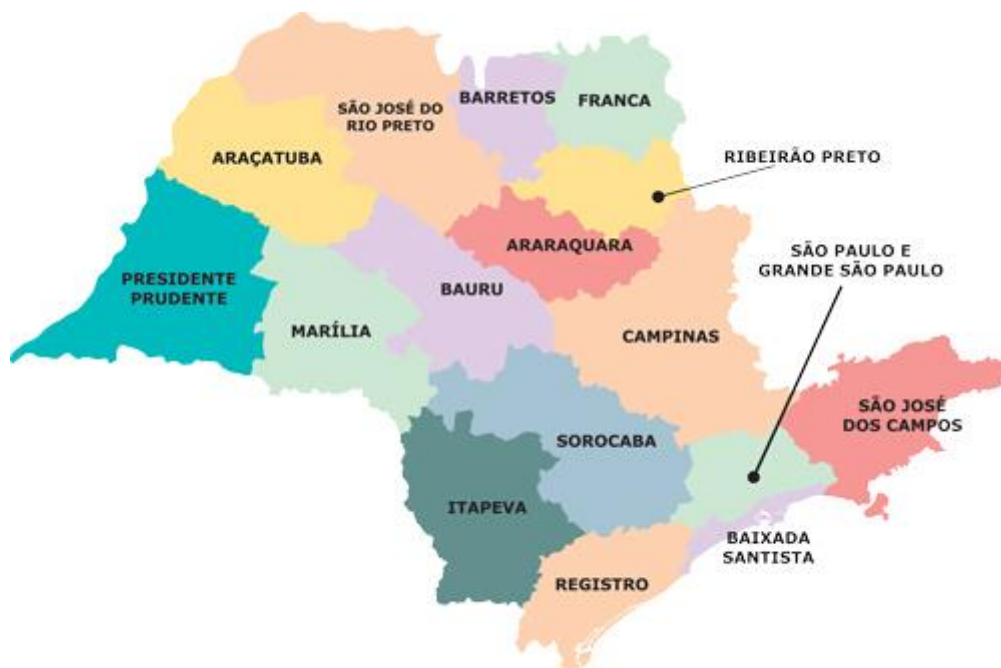 BARRETOS
FRANCA
SÃO JOSÉ DO
RIO PRETO
ARAÇATUBA
RIBEIRÃO PRETO
ARARAQUARA
SÃO PAULO E
GRANDE SÃO PAULO
PRESIDENTE
PRUDENTE
BAURU
MARÍLIA
CAMPINAS
SÃO JOSÉ
DOS CAMPOS
SOROCABA
ITAPEVA
BAIXADA
SANTISTA
REGISTRO